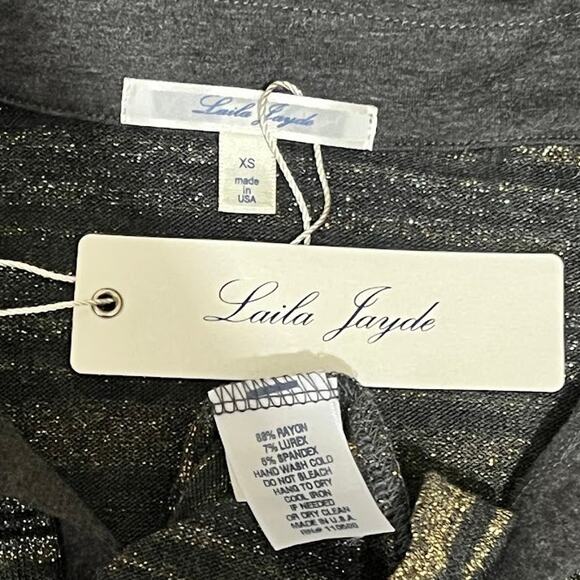 Laila Jayde
XS
made
in
USA
Laila Jayde
88% RAYON
7% LUREX
5% SPANDEX
HAND WASH COLD
DO NOT BLEACH
HANG TO DRY
COOL IRON
IF NEEDED
OR DRY CLEAN
MADE IN U.S.A.
RN#